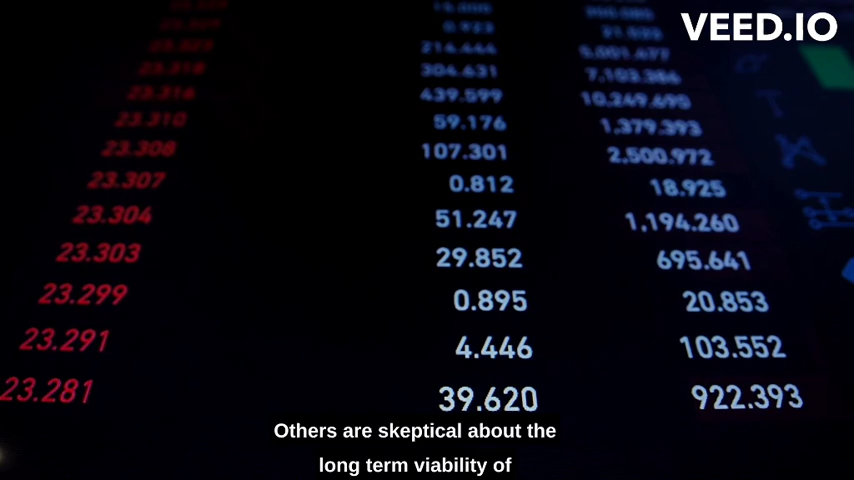 VEED.IO
214.444
23.318 304.631 7,103.384
23.316 439.599 10,249.690
23.310 59.176 1,379.393
23.308 107.301 2,500.972
23.307 0.812 18.925
23.304 51.247 1,194.260
23.303 29.852 695.641
23.299 0.895 20.853
23.291 4.446 103.552
23.281 39.620 922.393
Others are skeptical about the
long term viability of